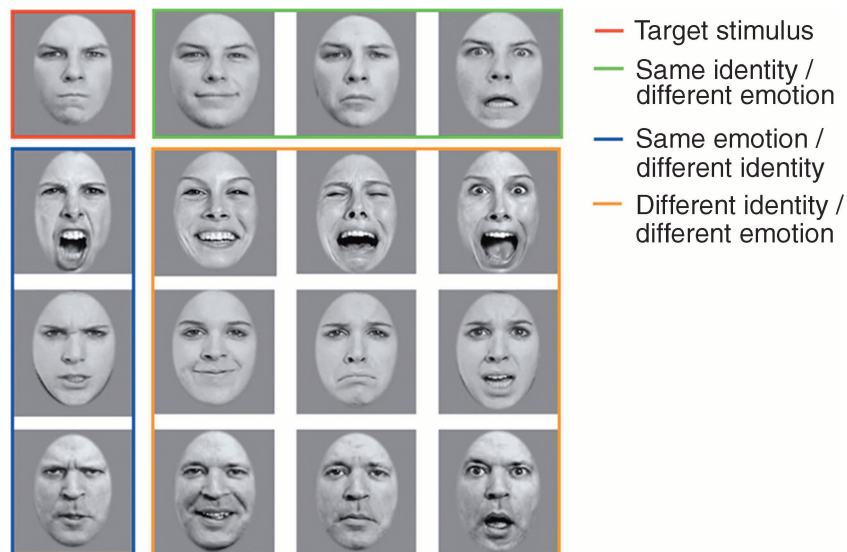 Target stimulus
Same identity /
different emotion
Same emotion /
different identity
Different identity /
different emotion